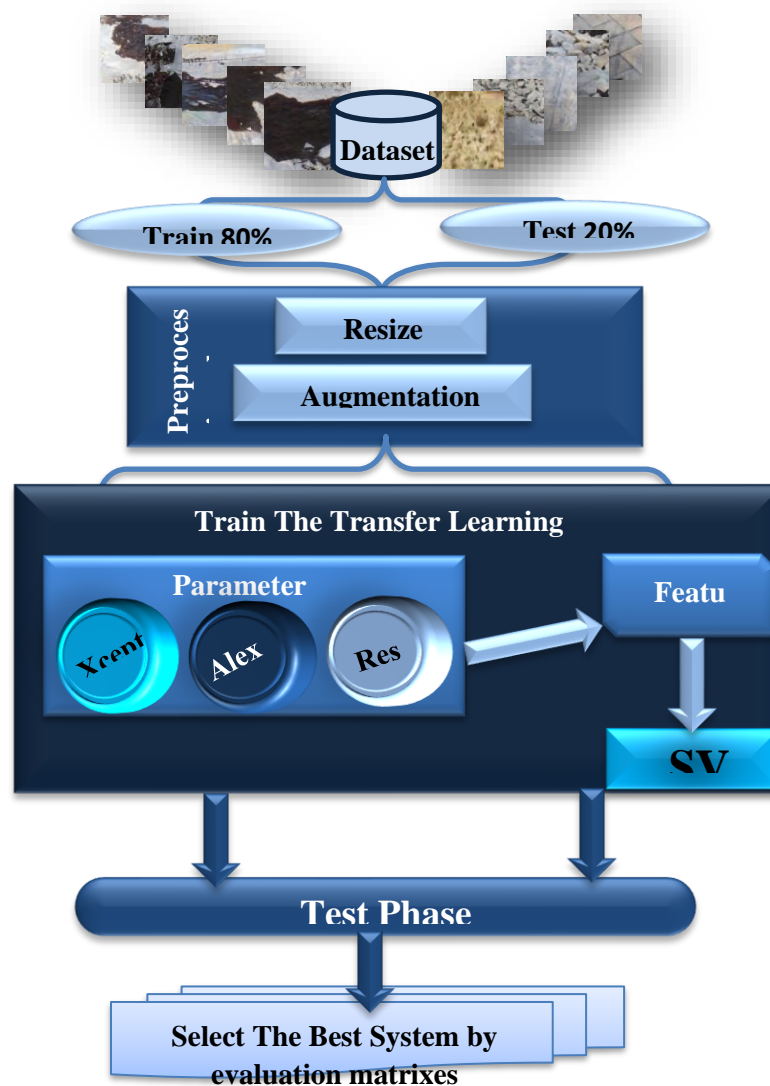 Dataset
Train 80%
Test 20%
Preproces
Resize
Augmentation
Train The Transfer Learning
Parameter
Xcent
Alex
Res
Featu
SV
Test Phase
Select The Best System by
evaluation matrixes